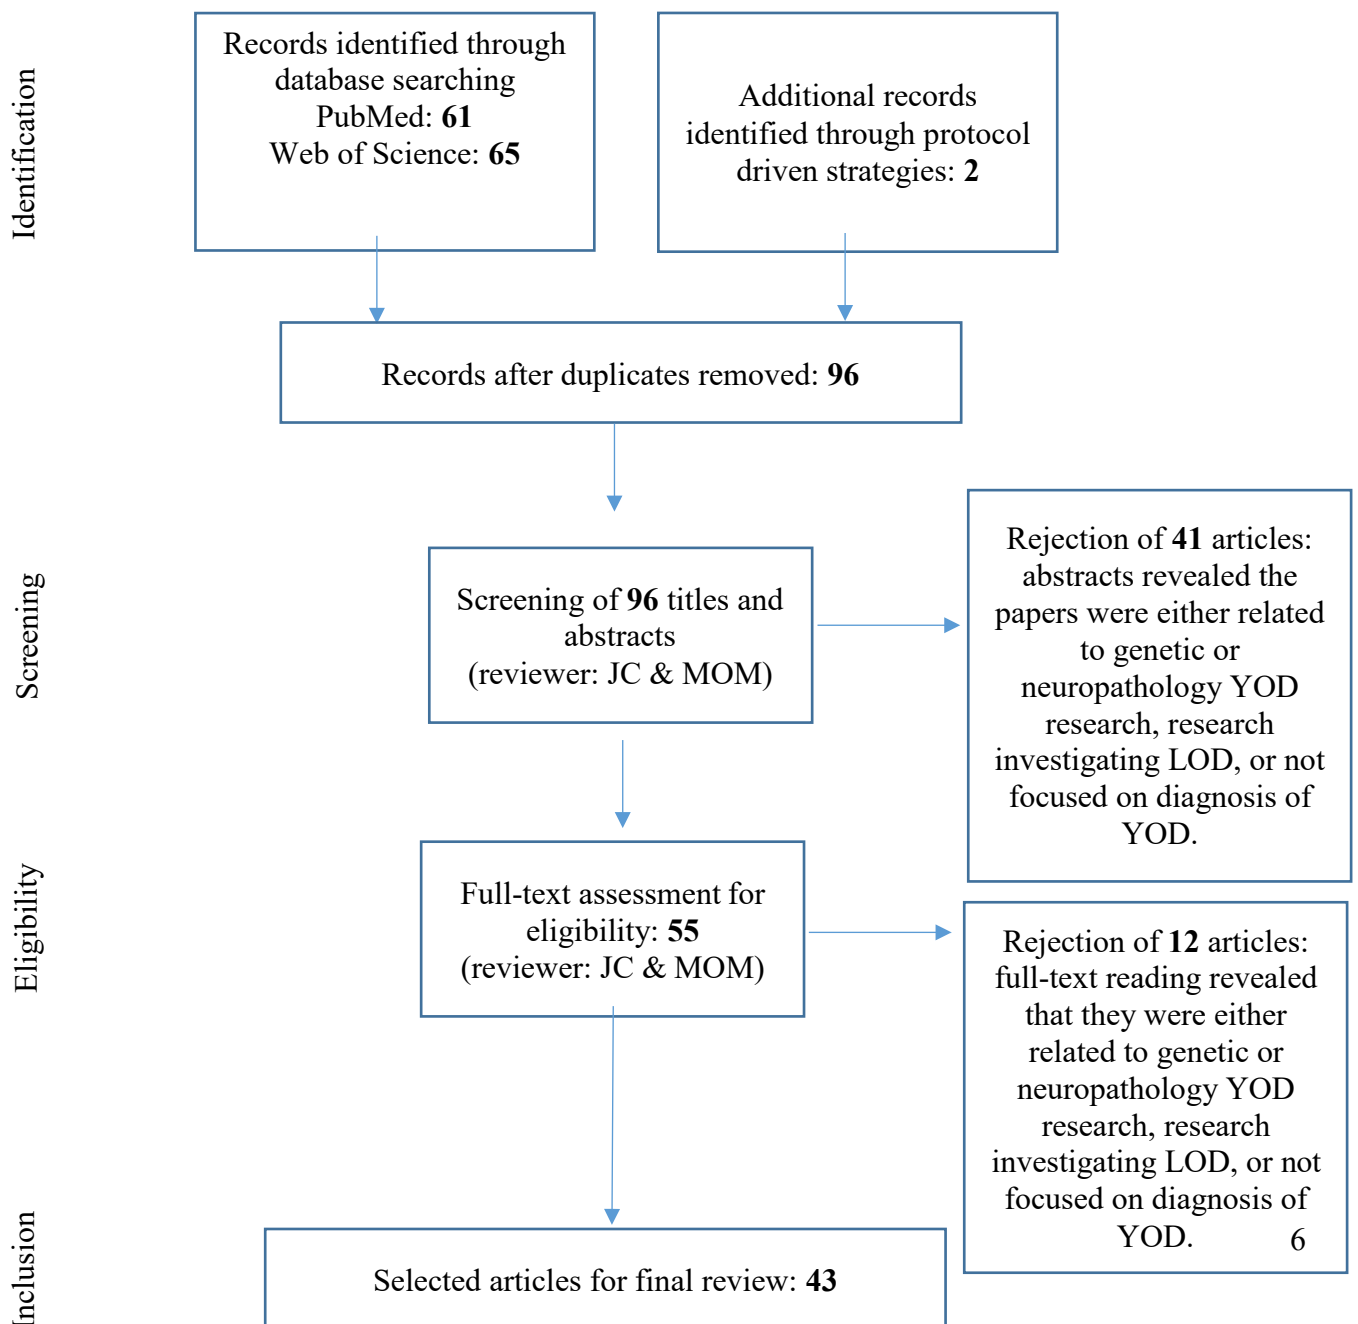 Identification
Records identified through
database searching
PubMed: 61
Web of Science: 65
Additional records
identified through protocol
driven strategies: 2
Records after duplicates removed: 96
Screening
Screening of 96 titles and
abstracts
(reviewer: JC & MOM)
Rejection of 41 articles:
abstracts revealed the
papers were either related
to genetic or
neuropathology YOD
research, research
investigating LOD, or not
focused on diagnosis of
YOD.
Eligibility
Full-text assessment for
eligibility: 55
(reviewer: JC & MOM)
Rejection of 12 articles:
full-text reading revealed
that they were either
related to genetic or
neuropathology YOD
research, research
investigating LOD, or not
focused on diagnosis of
YOD.
6
Inclusion
Selected articles for final review: 43